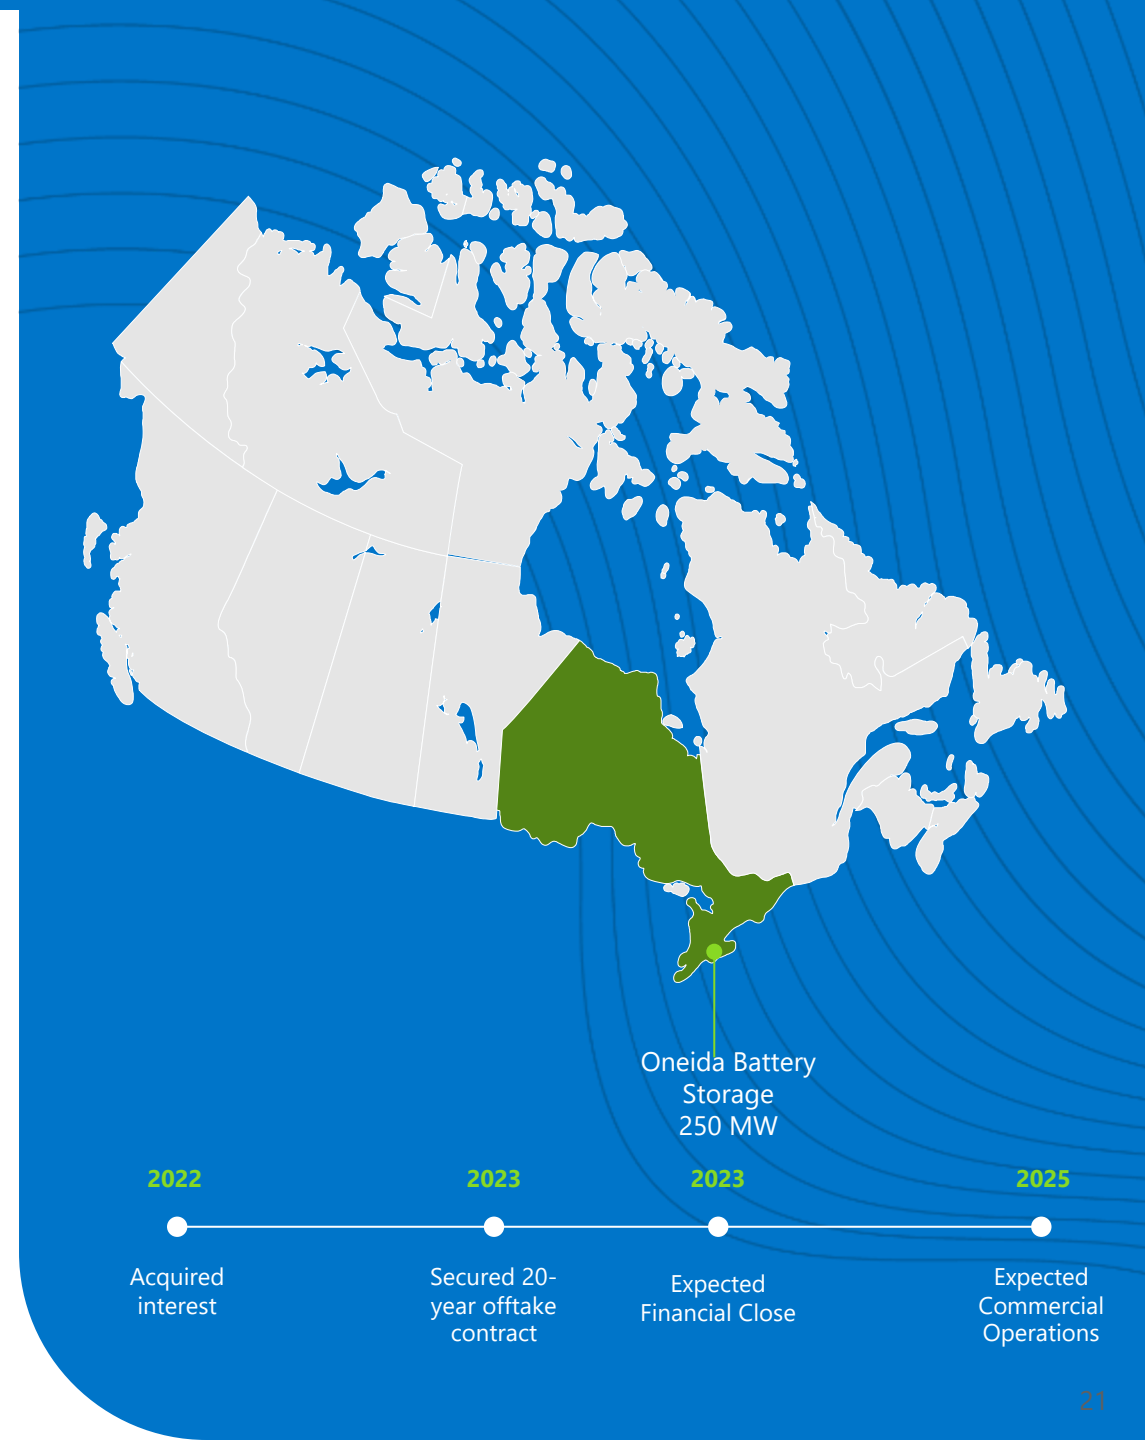 Oneida Battery
Storage
250 MW
2022
2023
2023
2025
Acquired
interest
Secured 20-
year offtake
contract
Expected
Financial Close
Expected
Commercial
Operations
21